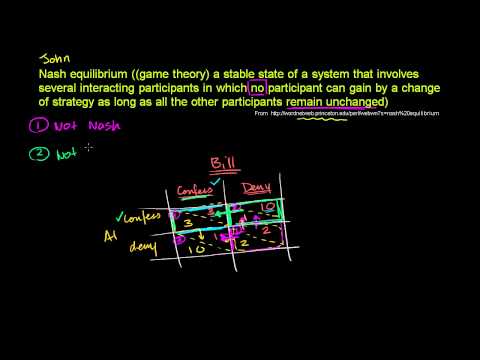 John
Nash equilibrium ((game theory) a stable state of a system that involves
several interacting participants in which no participant can gain by a change
of strategy as long as all the other participants remain unchanged)
From http://wordnetweb.princeton.edu/perl/webwn?s=nash%20equilibrium
1 Not Nash
2 Not
Bill
Confess Deny
Confess 3 3 10
Al
deny 10 1 2 2